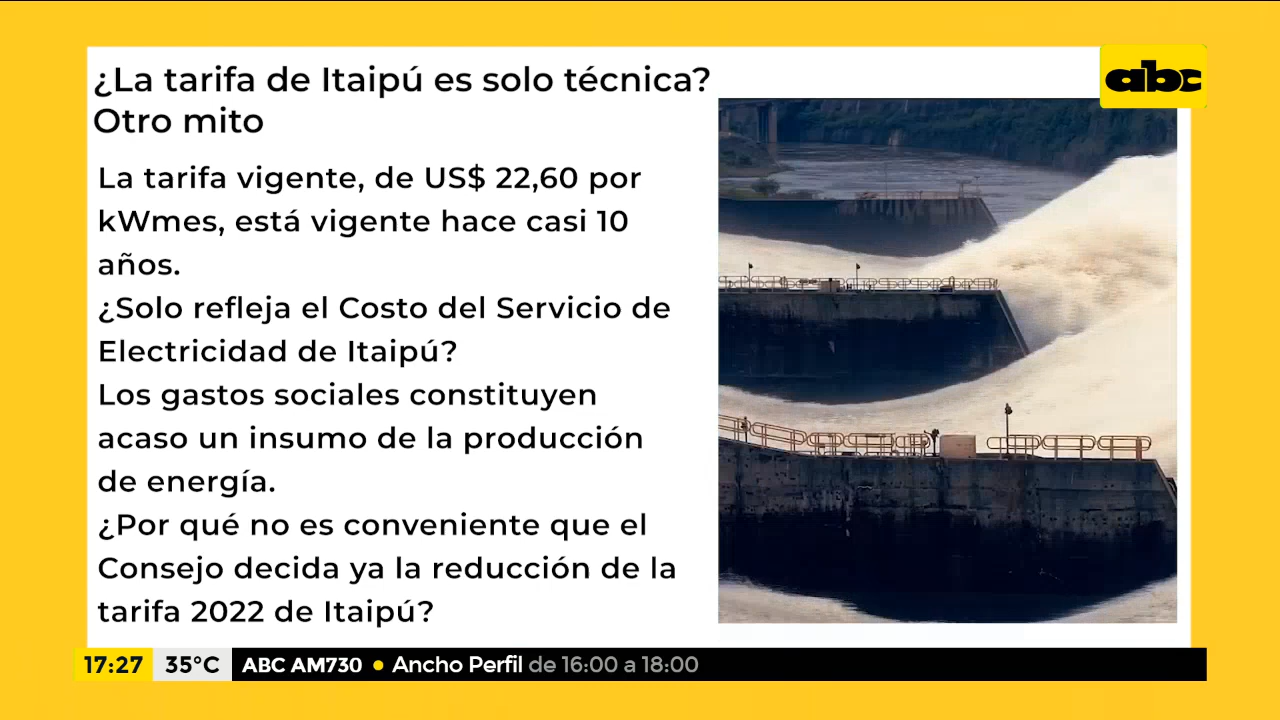 ¿La tarifa de Itaipú es solo técnica?
Otro mito
abc
La tarifa vigente, de US$ 22,60 por
kWmes, está vigente hace casi 10
años.
¿Solo refleja el Costo del Servicio de
Electricidad de Itaipú?
Los gastos sociales constituyen
acaso un insumo de la producción
de energía.
¿Por qué no es conveniente que el
Consejo decida ya la reducción de la
tarifa 2022 de Itaipú?
17:27 35°C ABC AM730 • Ancho Perfil de 16:00 a 18:00